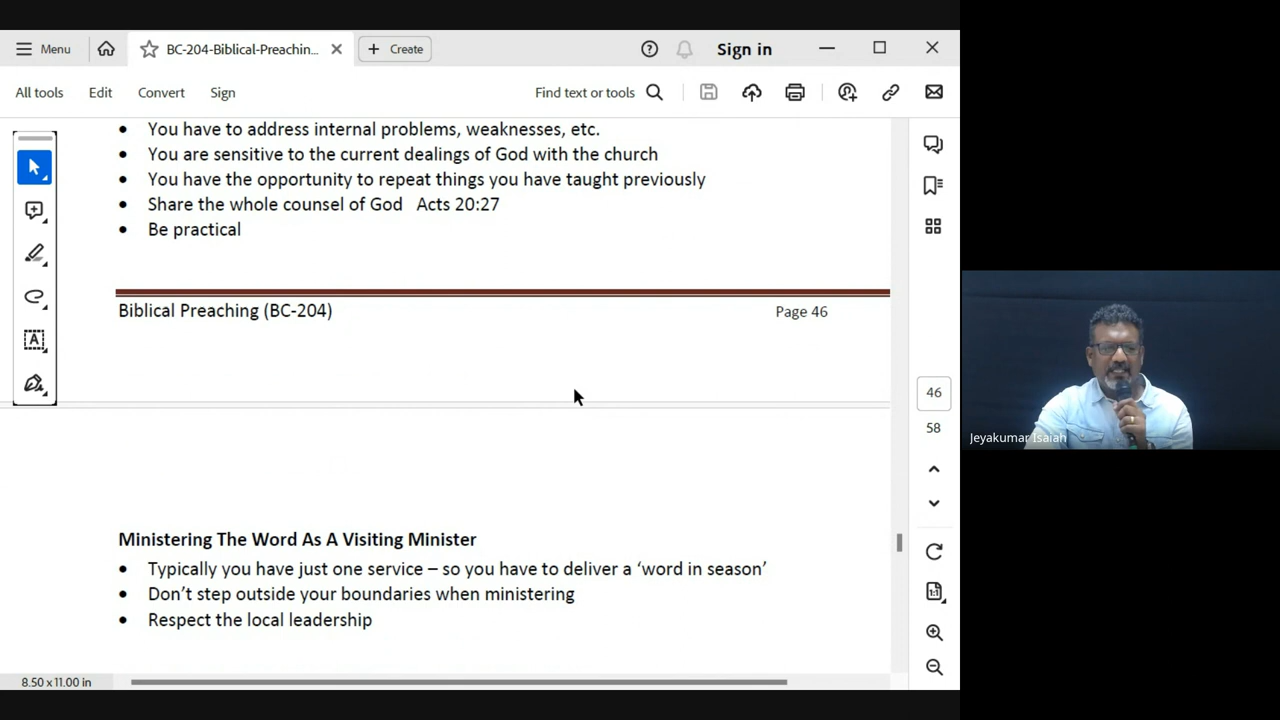 Menu
BC-204-Biblical-Preachin...
Create
Sign in
All tools
Edit
Convert
Sign
Find text or tools
• You have to address internal problems, weaknesses, etc.
• You are sensitive to the current dealings of God with the church
• You have the opportunity to repeat things you have taught previously
• Share the whole counsel of God Acts 20:27
• Be practical
Biblical Preaching (BC-204)
Page 46
46
58
Jeyakumar Isaiah
Ministering The Word As A Visiting Minister
• Typically you have just one service – so you have to deliver a ‘word in season’
• Don’t step outside your boundaries when ministering
• Respect the local leadership
1:1
8.50 x 11.00 in